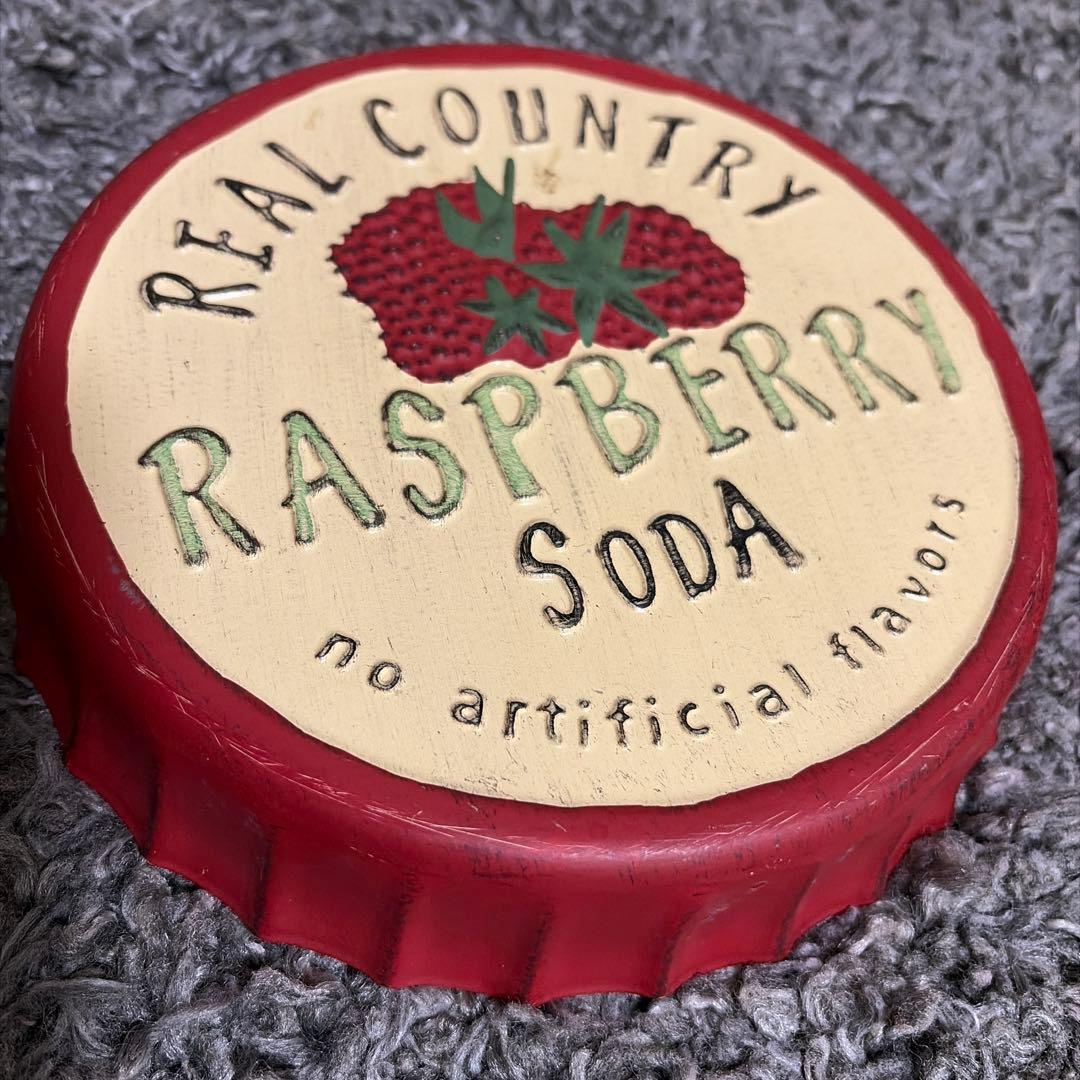 REAL COUNTRY
RASPBERRY
SODA
no artificial flavors